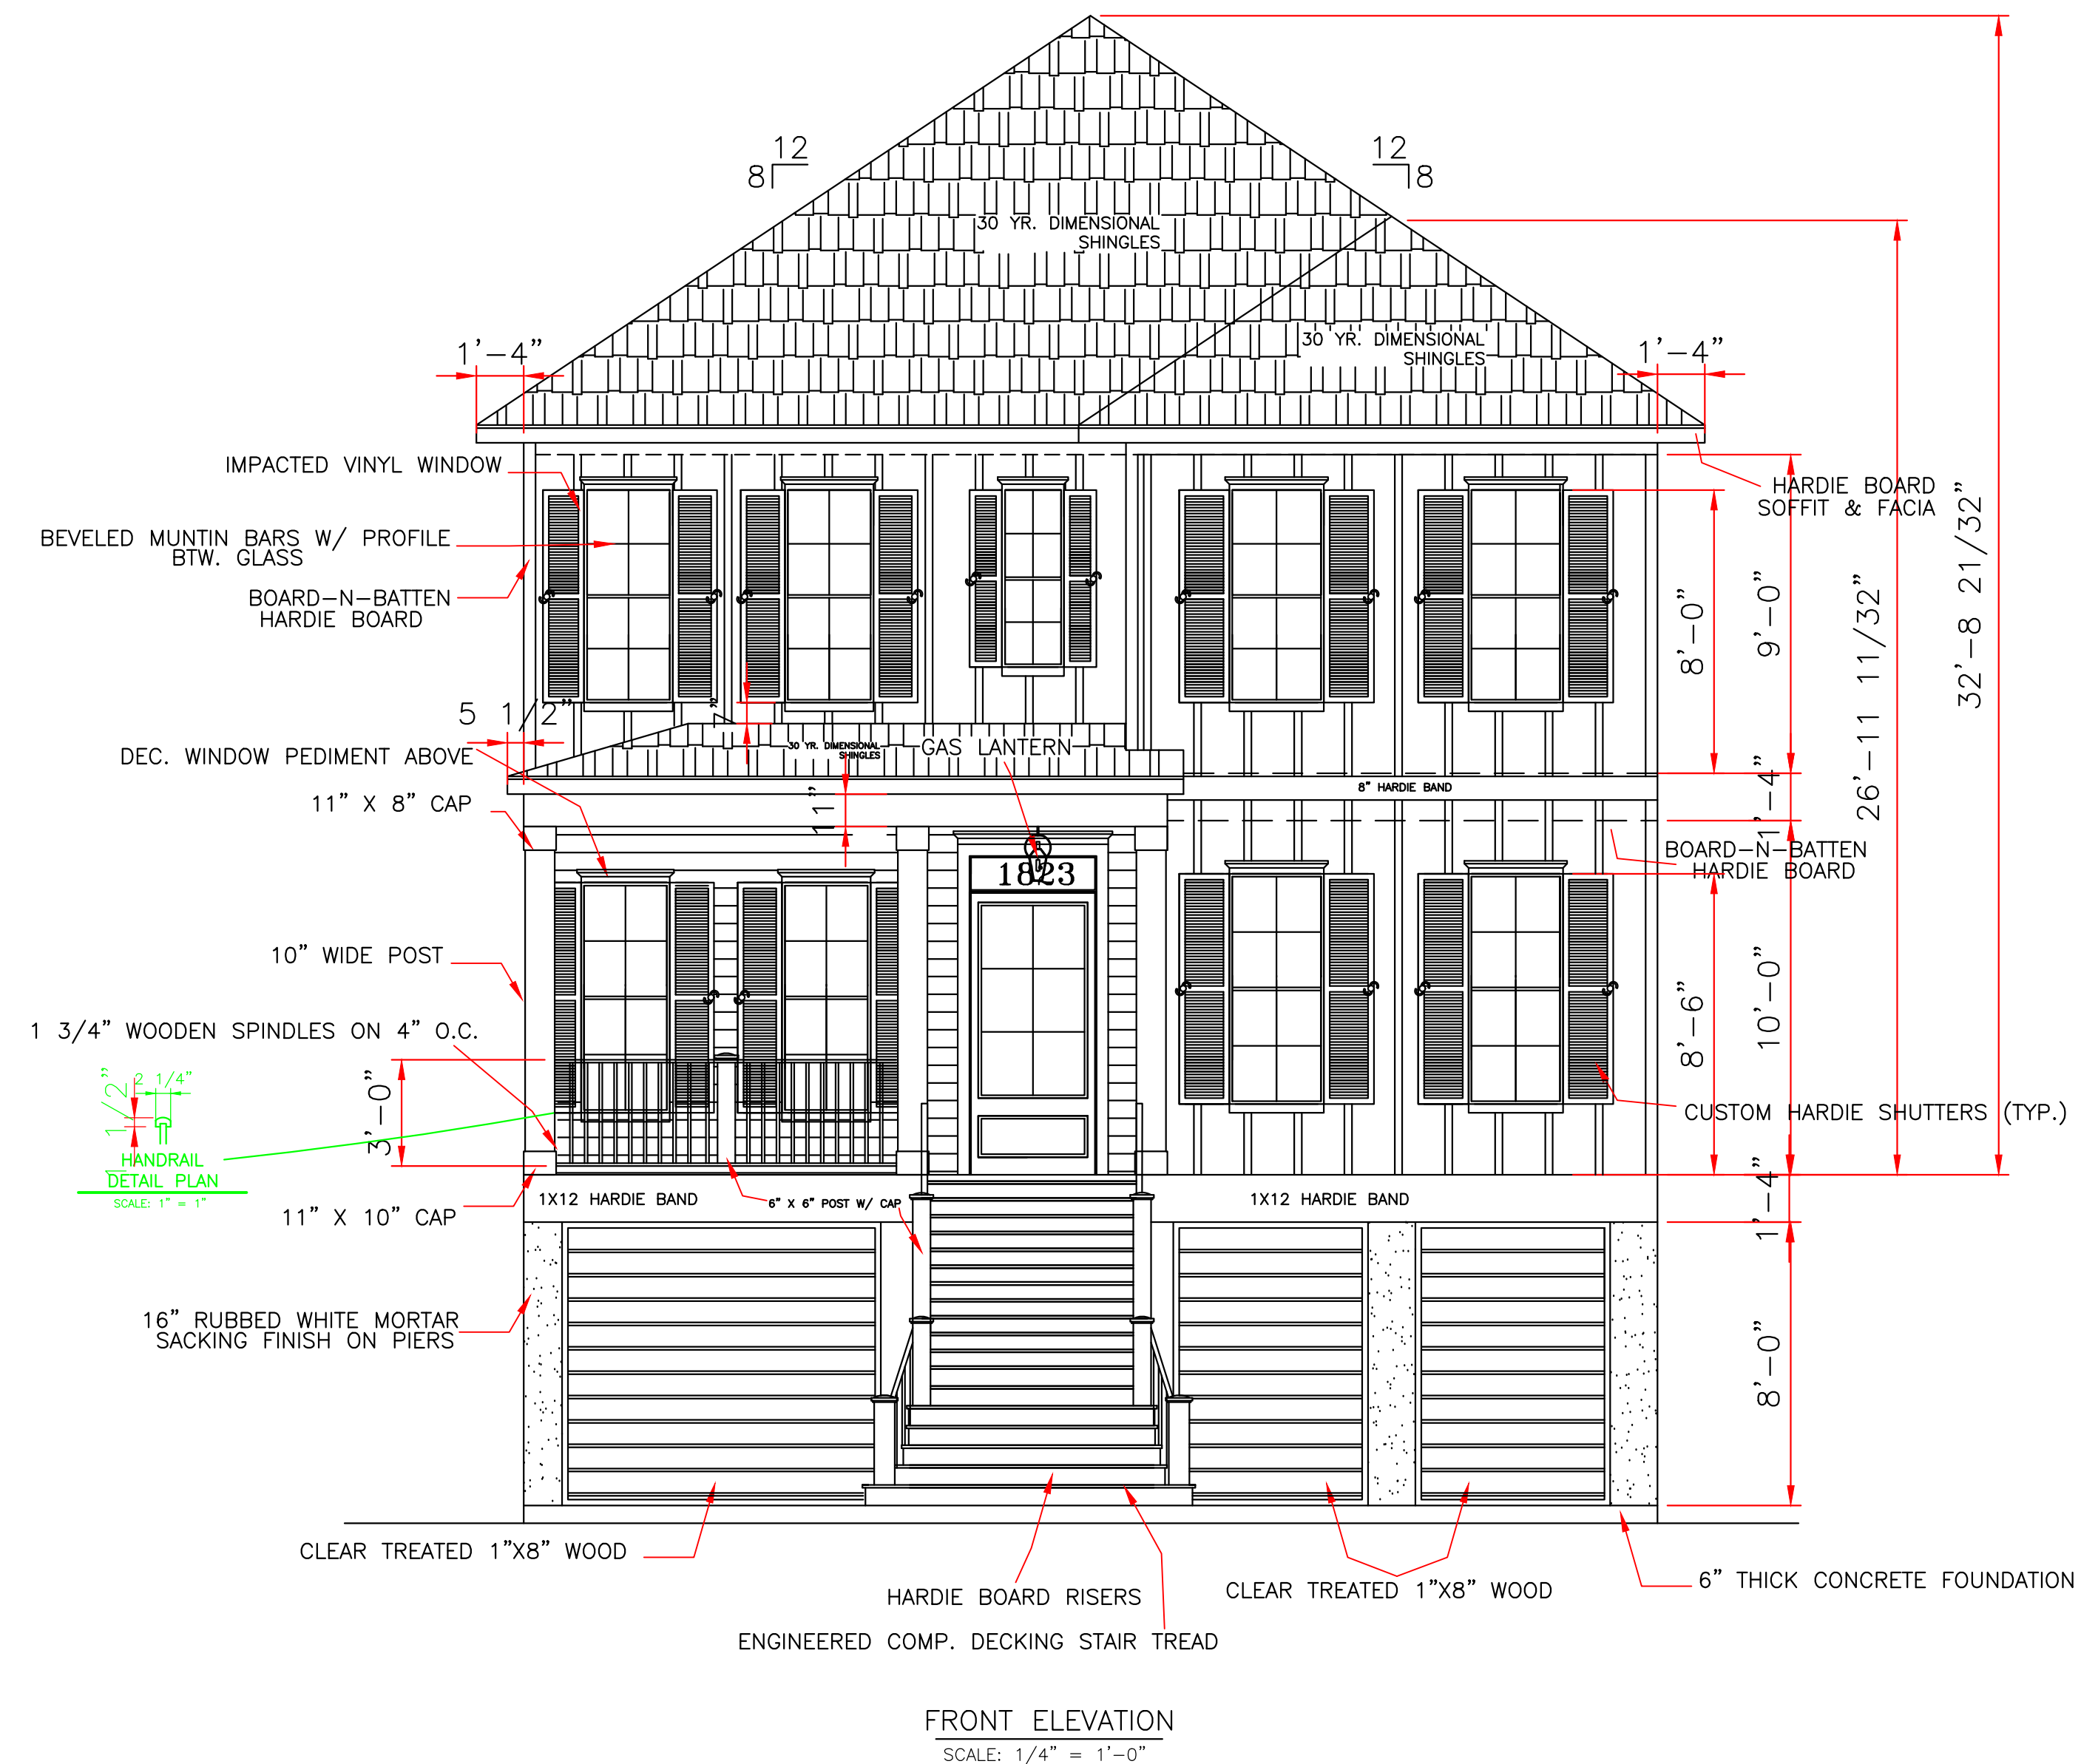 12
8
12
8
30 YR. DIMENSIONAL
SHINGLES
30 YR. DIMENSIONAL
SHINGLES
1'-4"
1'-4"
IMPACTED VINYL WINDOW
BEVELED MUNTIN BARS W/ PROFILE
BTW. GLASS
BOARD-N-BATTEN
HARDIE BOARD
HARDIE BOARD
SOFFIT & FACIA
8'-0"
9'-0"
26'-11 11/32"
32'-8 21/32"
5 1/2"
7"
DEC. WINDOW PEDIMENT ABOVE
30 YR. DIMENSIONAL
SHINGLES
GAS LANTERN
11" X 8" CAP
11"
8" HARDIE BAND
1'-4"
BOARD-N-BATTEN
HARDIE BOARD
1823
10" WIDE POST
8'-6"
10'-0"
1 3/4" WOODEN SPINDLES ON 4" O.C.
3'-0"
2 1/4"
1 1/2"
HANDRAIL
DETAIL PLAN
SCALE: 1" = 1"
CUSTOM HARDIE SHUTTERS (TYP.)
11" X 10" CAP
1X12 HARDIE BAND
6" X 6" POST W/ CAP
1X12 HARDIE BAND
1'-4"
16" RUBBED WHITE MORTAR
SACKING FINISH ON PIERS
8'-0"
CLEAR TREATED 1"X8" WOOD
HARDIE BOARD RISERS
CLEAR TREATED 1"X8" WOOD
6" THICK CONCRETE FOUNDATION
ENGINEERED COMP. DECKING STAIR TREAD
FRONT ELEVATION
SCALE: 1/4" = 1'-0"